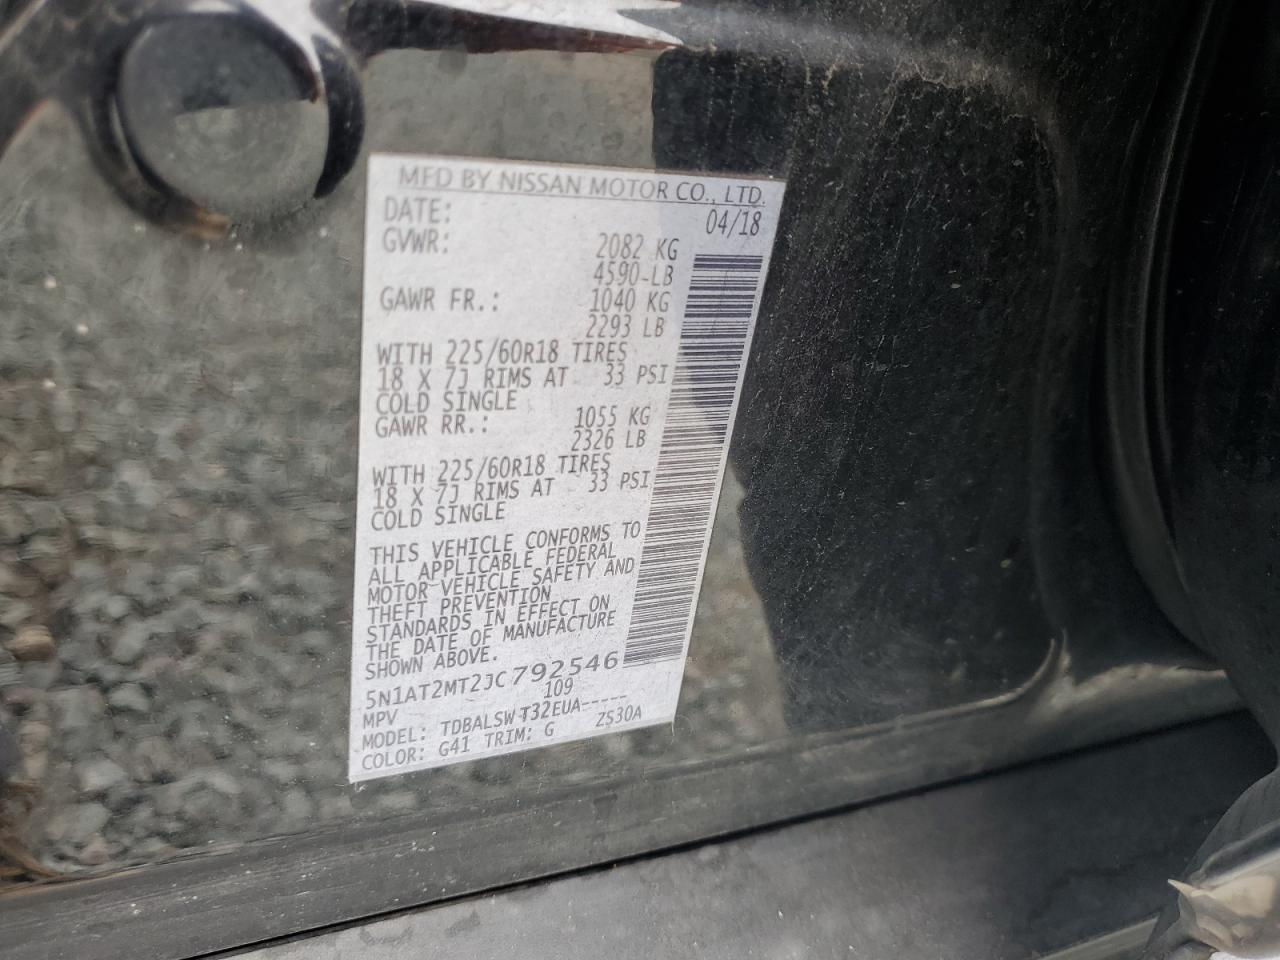 MFD BY NISSAN MOTOR CO., LTD.
DATE: 04/18
GVWR: 2082 KG
4590-LB
GAWR FR.: 1040 KG
2293 LB
WITH 225/60R18 TIRES
18 X 7J RIMS AT 33 PSI
COLD SINGLE
GAWR RR.: 1055 KG
2326 LB
WITH 225/60R18 TIRES
18 X 7J RIMS AT 33 PSI
COLD SINGLE
THIS VEHICLE CONFORMS TO
ALL APPLICABLE FEDERAL
MOTOR VEHICLE SAFETY AND
THEFT PREVENTION
STANDARDS IN EFFECT ON
THE DATE OF MANUFACTURE
SHOWN ABOVE.
5N1AT2MT2JC792546
MPV 109
MODEL: TDBALSWT32EUA-----
COLOR: G41 TRIM: G ZS30A